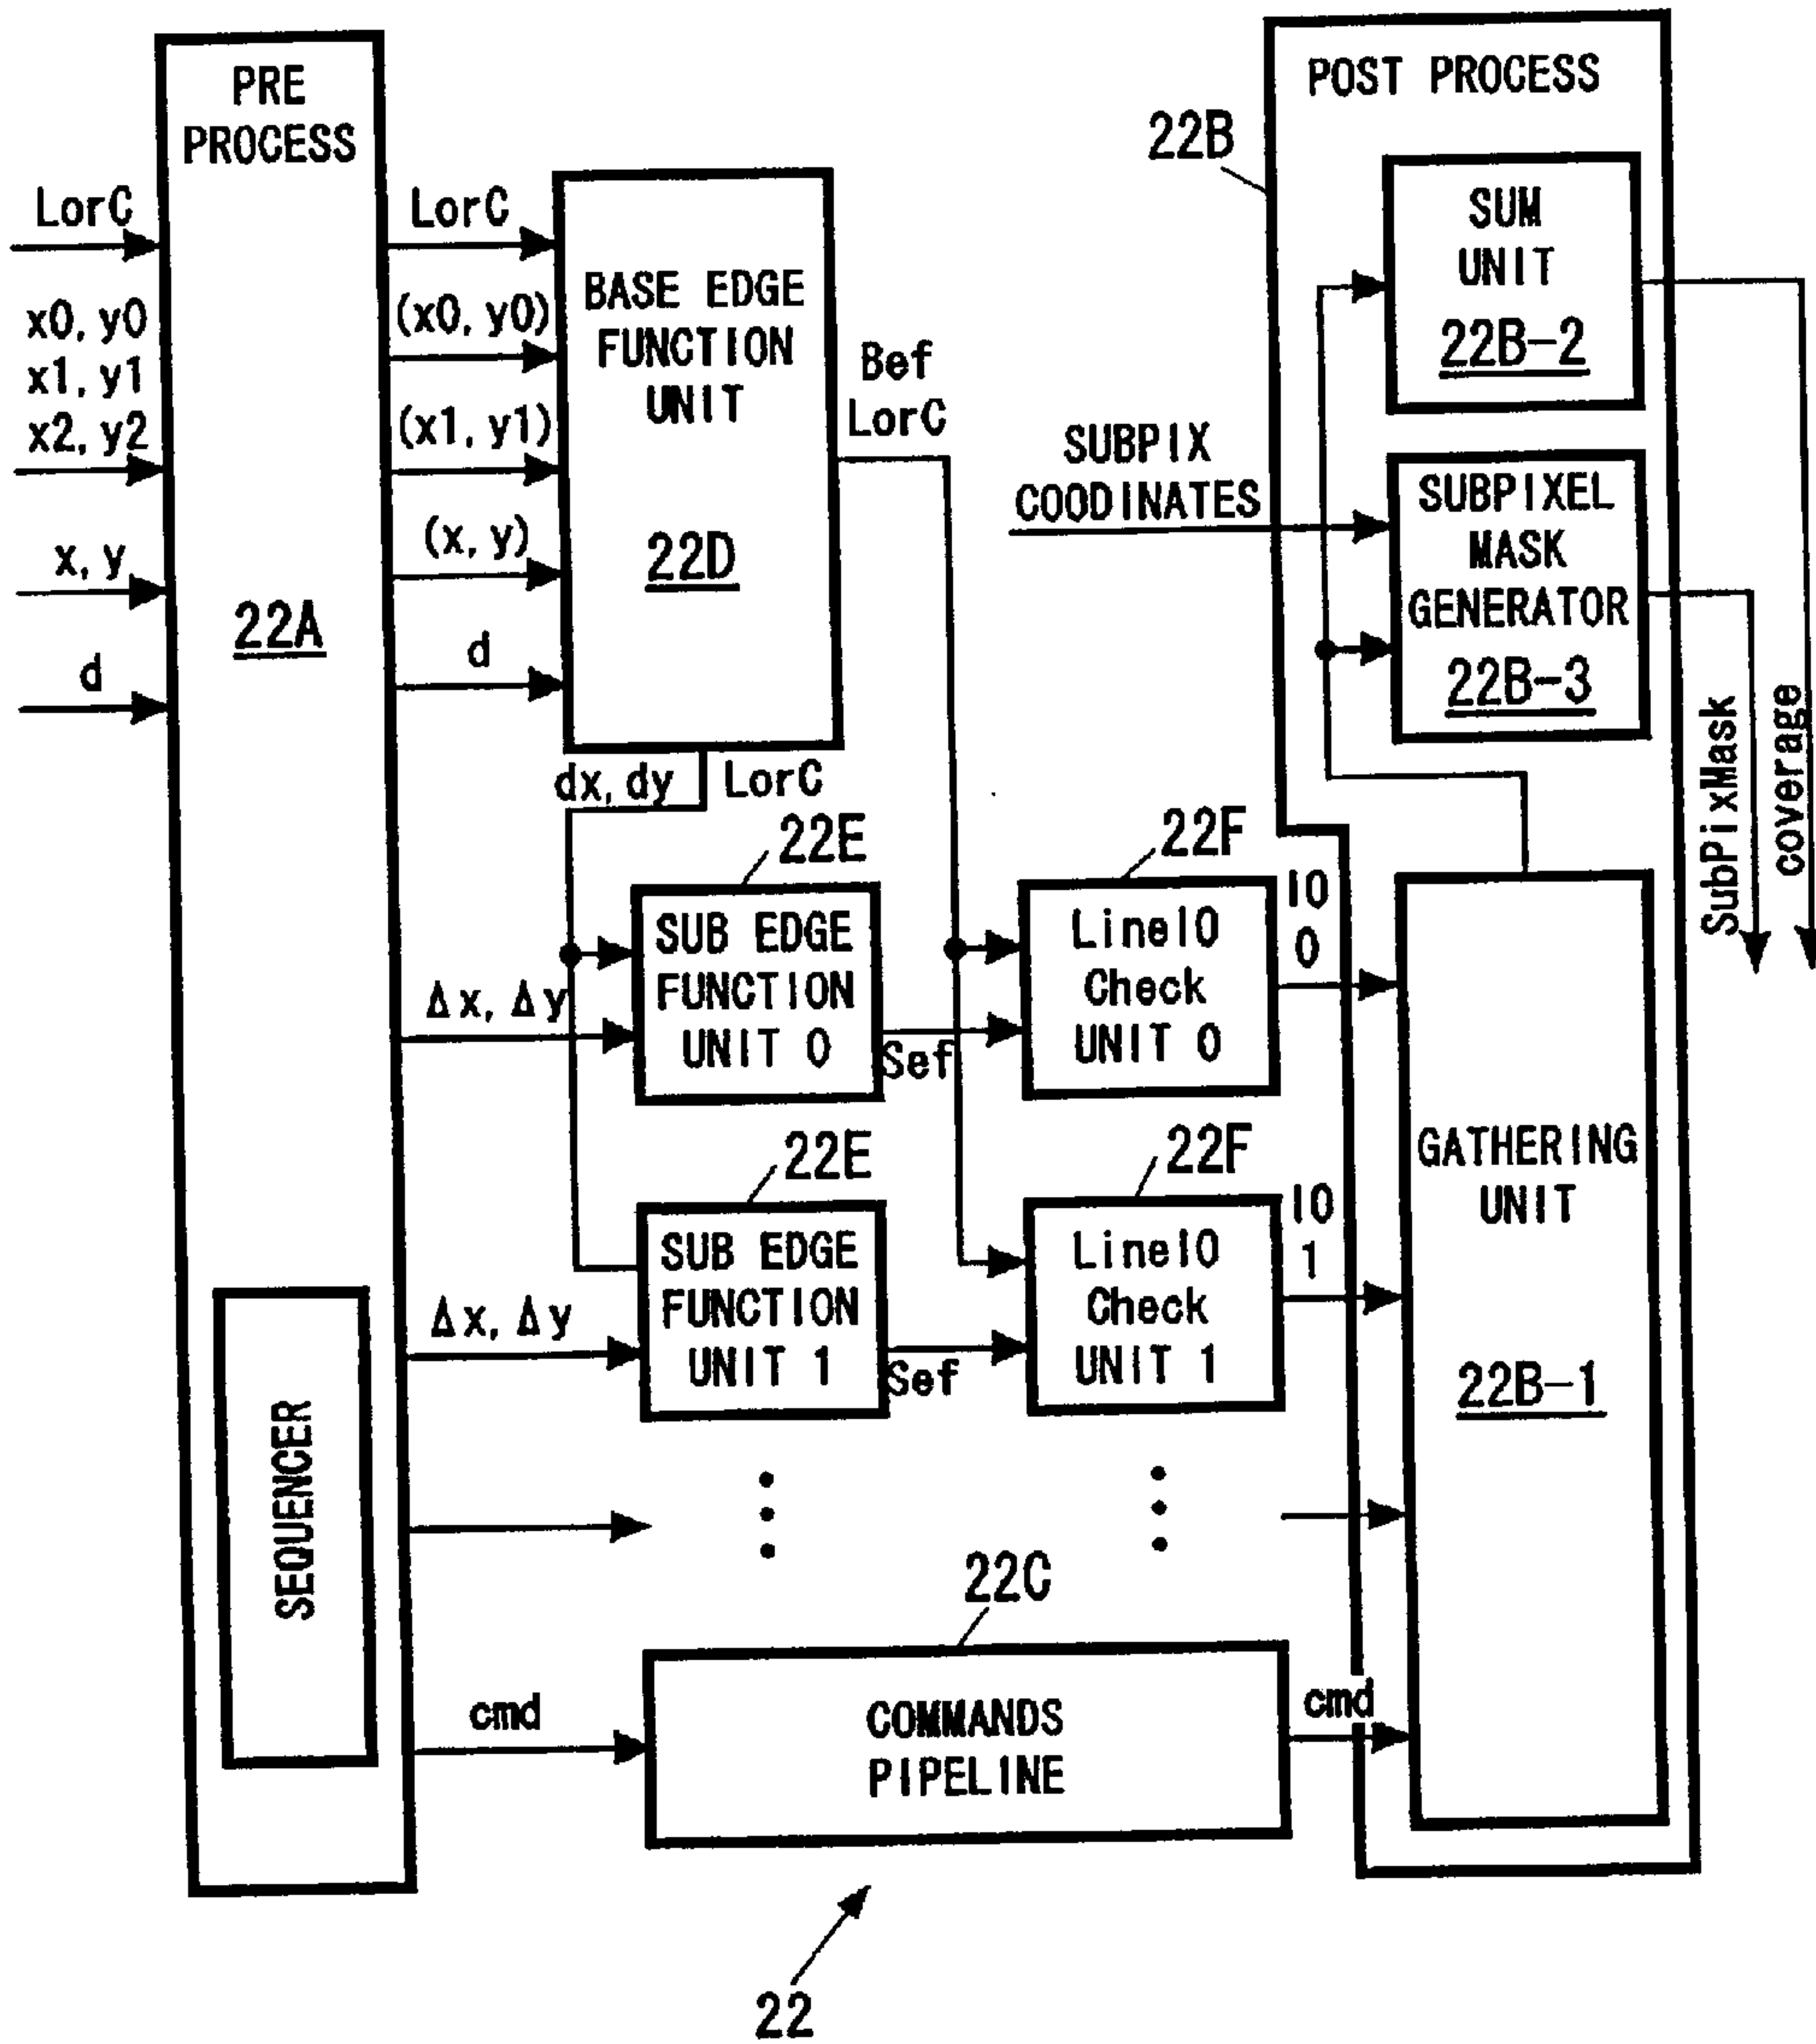 PRE
PROCESS
22A
SEQUENCER
LorC
x0, y0
x1, y1
x2, y2
x, y
d
LorC
(x0, y0)
(x1, y1)
(x, y)
d
BASE EDGE
FUNCTION
UNIT
22D
Bef
LorC
dx, dy
LorC
22E
SUB EDGE
FUNCTION
UNIT 0
Δx, Δy
Sef
22F
LineIO
Check
UNIT 0
IO
0
22E
SUB EDGE
FUNCTION
UNIT 1
Δx, Δy
Sef
22F
LineIO
Check
UNIT 1
IO
1
22C
cmd
COMMANDS
PIPELINE
cmd
22B
POST PROCESS
SUM
UNIT
22B-2
SUBPIX
COODINATES
SUBPIXEL
MASK
GENERATOR
22B-3
SubPixMask
coverage
GATHERING
UNIT
22B-1
22